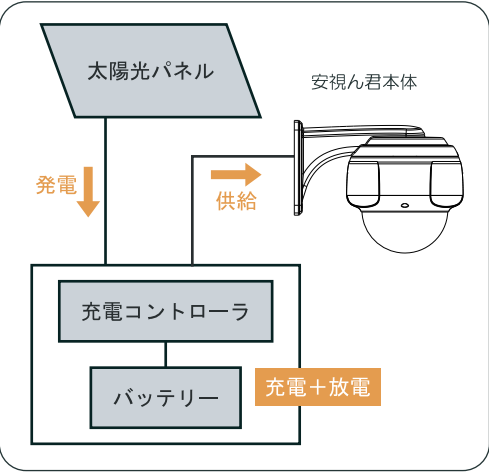 太陽光パネル
安視ん君本体
発電
供給
充電コントローラ
バッテリー
充電＋放電